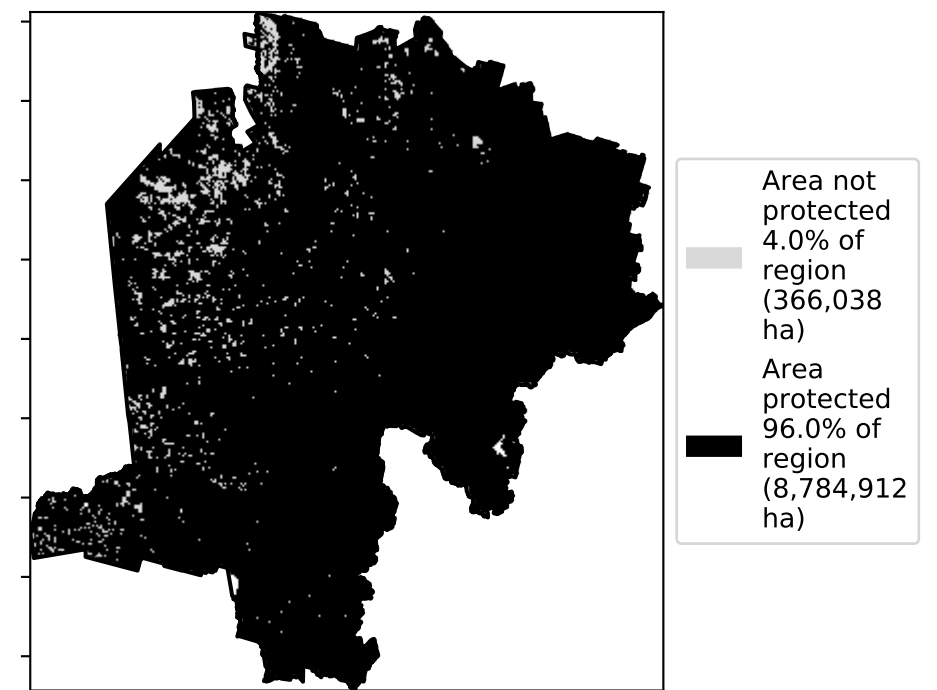 Area not
protected
4.0% of
region
(366,038
ha)
Area
protected
96.0% of
region
(8,784,912
ha)